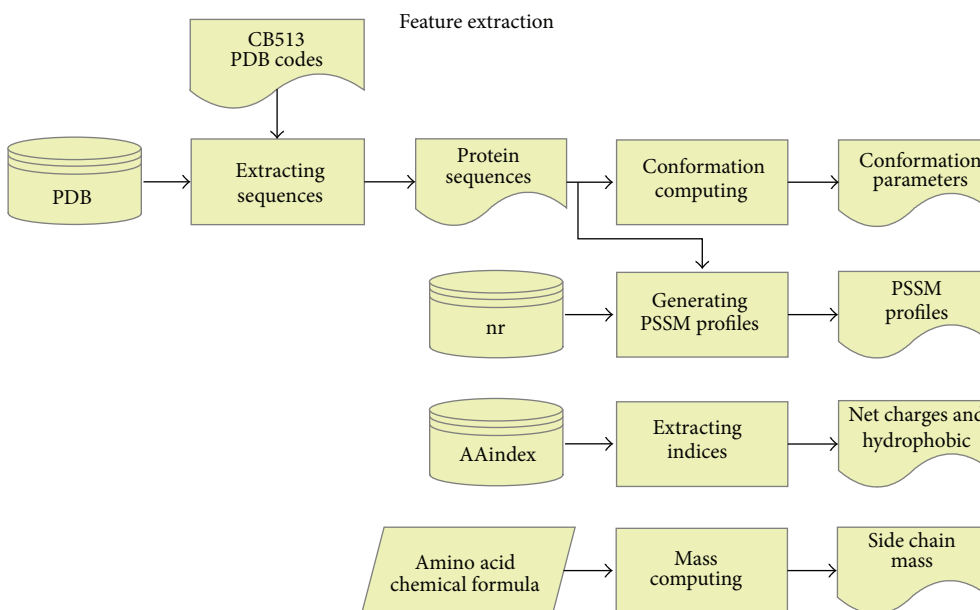 Feature extraction
CB513
PDB codes
PDB
Extracting
sequences
Protein
sequences
Conformation
computing
Conformation
parameters
nr
Generating
PSSM profiles
PSSM
profiles
AAindex
Extracting
indices
Net charges and
hydrophobic
Amino acid
chemical formula
Mass
computing
Side chain
mass